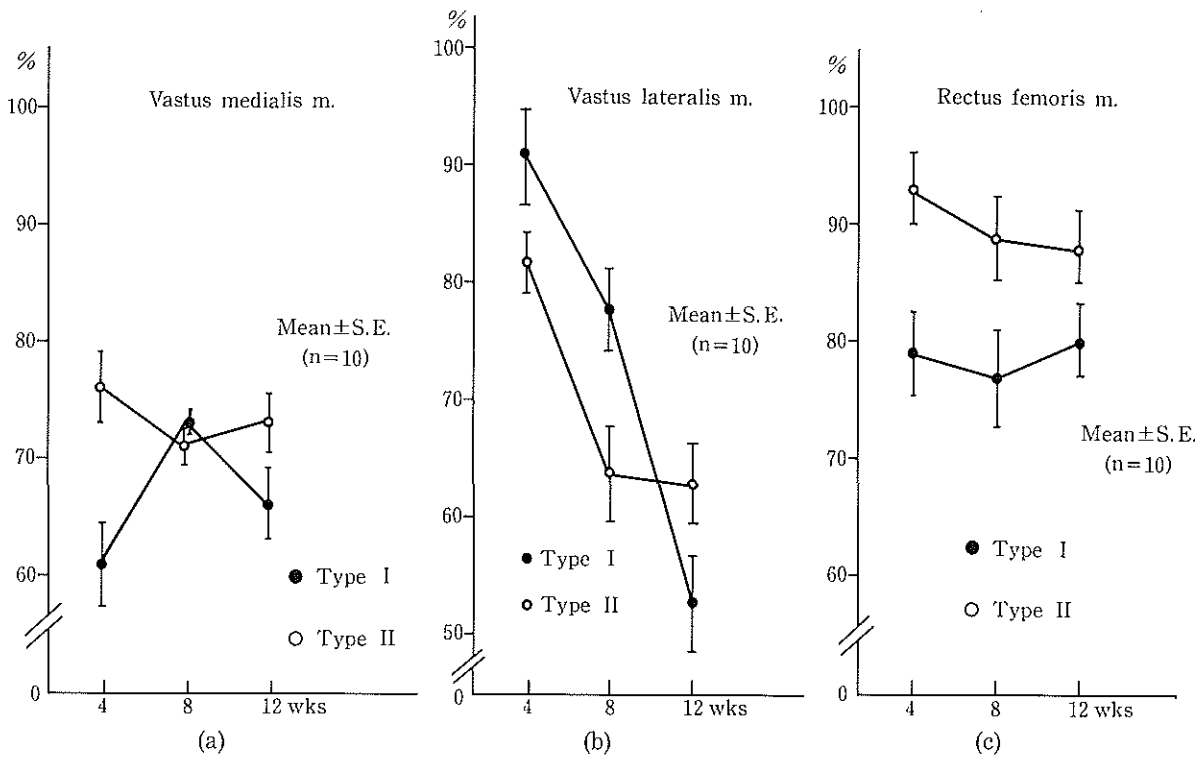 %
Vastus medialis m.
100
90
80
70
60
0
Mean±S.E.
(n=10)
● Type I
○ Type II
4 8 12 wks
(a)
%
Vastus lateralis m.
100
90
80
70
60
50
0
Mean±S.E.
(n=10)
● Type I
○ Type II
4 8 12 wks
(b)
%
Rectus femoris m.
100
90
80
70
60
0
Mean±S.E.
(n=10)
● Type I
○ Type II
4 8 12 wks
(c)